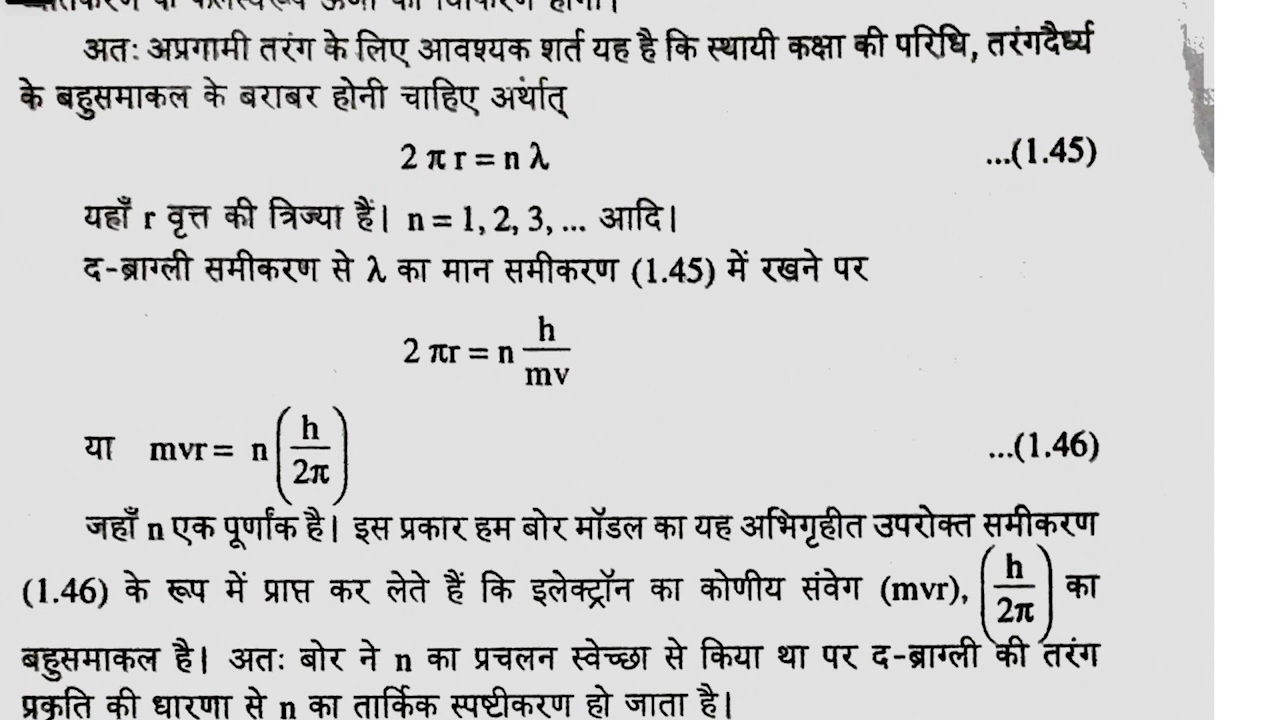 अतः अप्रगामी तरंग के लिए आवश्यक शर्त यह है कि स्थायी कक्षा की परिधि, तरंगदैर्ध्य
के बहुसमाकल के बराबर होनी चाहिए अर्थात्
2 π r = n λ ...(1.45)
यहाँ r वृत्त की त्रिज्या हैं। n = 1, 2, 3, ... आदि।
द-ब्राग्ली समीकरण से λ का मान समीकरण (1.45) में रखने पर
2 πr = n h/mv
या mvr = n (h/2π) ...(1.46)
जहाँ n एक पूर्णांक है। इस प्रकार हम बोर मॉडल का यह अभिगृहीत उपरोक्त समीकरण
(1.46) के रूप में प्राप्त कर लेते हैं कि इलेक्ट्रॉन का कोणीय संवेग (mvr), (h/2π) का
बहुसमाकल है। अतः बोर ने n का प्रचलन स्वेच्छा से किया था पर द-ब्राग्ली की तरंग
प्रकृति की धारणा से n का तार्किक स्पष्टीकरण हो जाता है।